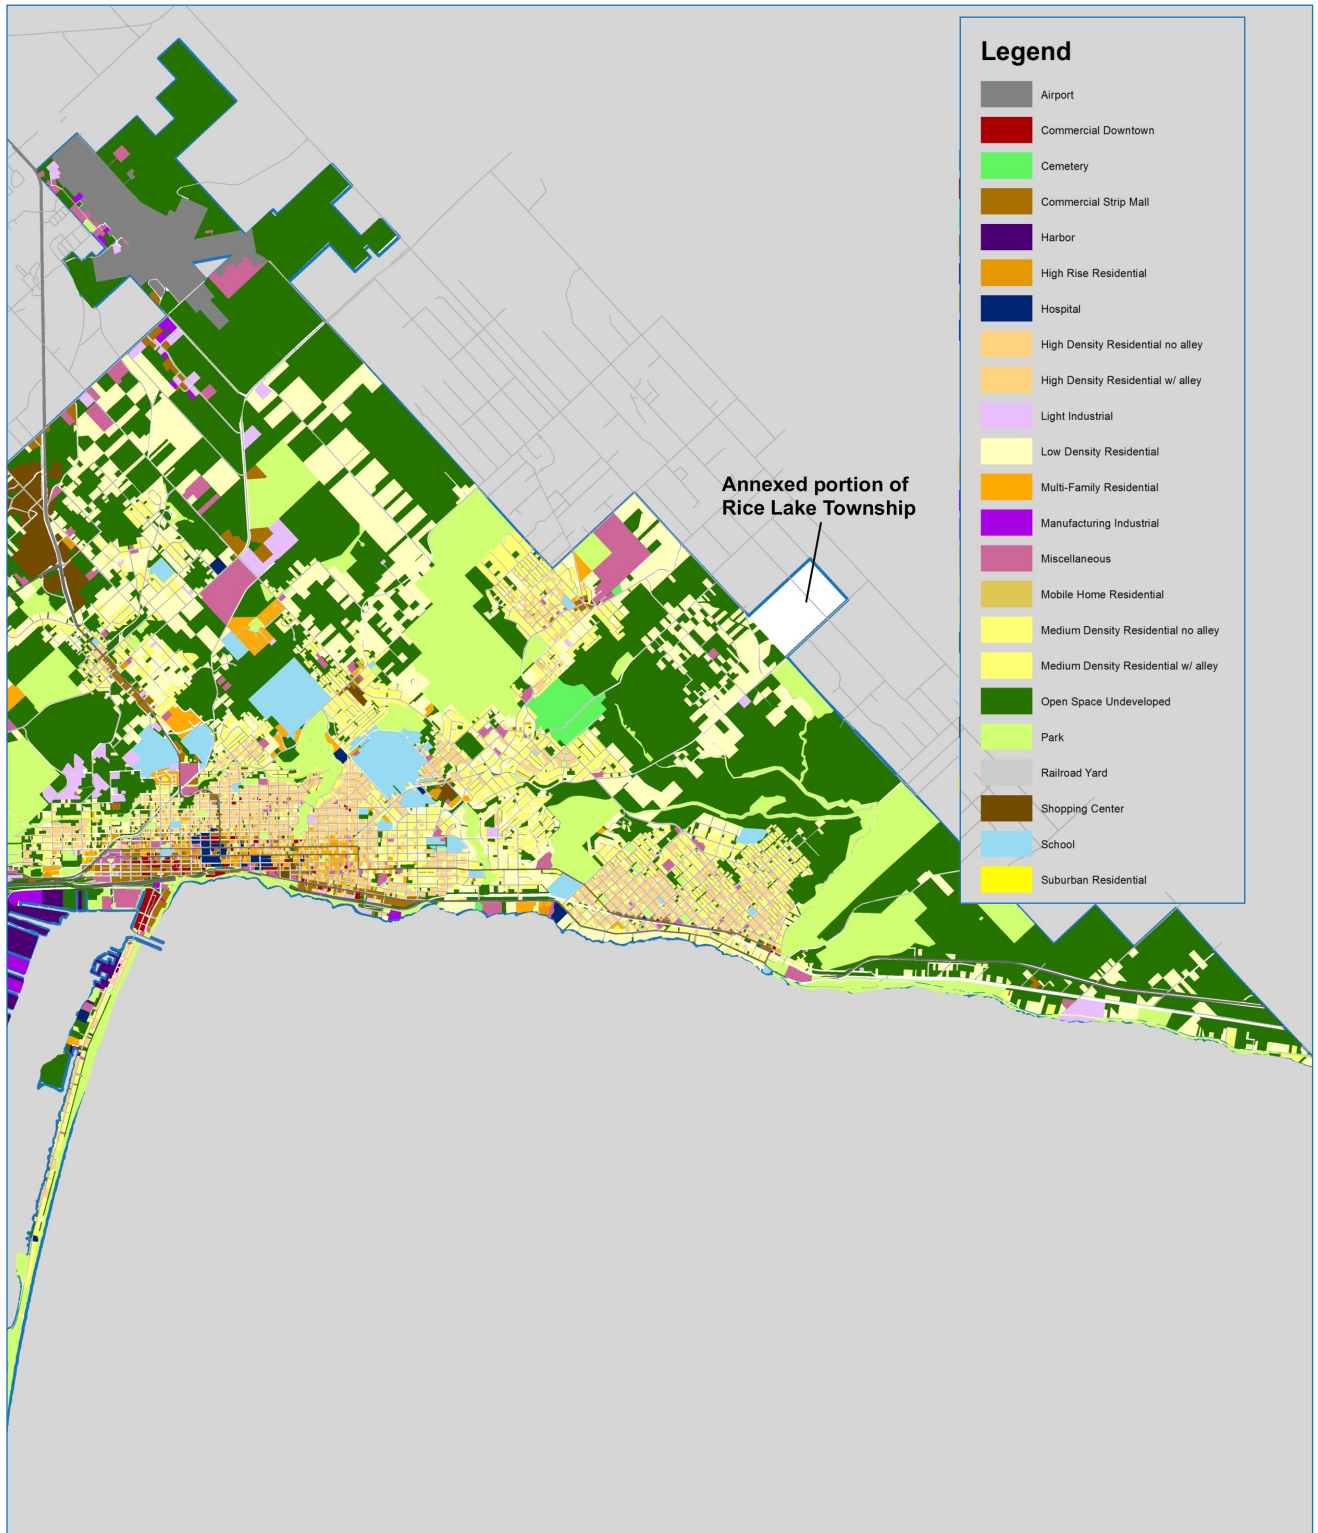 Legend
Airport
Commercial Downtown
Cemetery
Commercial Strip Mall
Harbor
High Rise Residential
Hospital
High Density Residential no alley
High Density Residential w/ alley
Light Industrial
Low Density Residential
Multi-Family Residential
Manufacturing Industrial
Miscellaneous
Mobile Home Residential
Medium Density Residential no alley
Medium Density Residential w/ alley
Open Space Undeveloped
Park
Railroad Yard
Shopping Center
School
Suburban Residential
Annexed portion of
Rice Lake Township